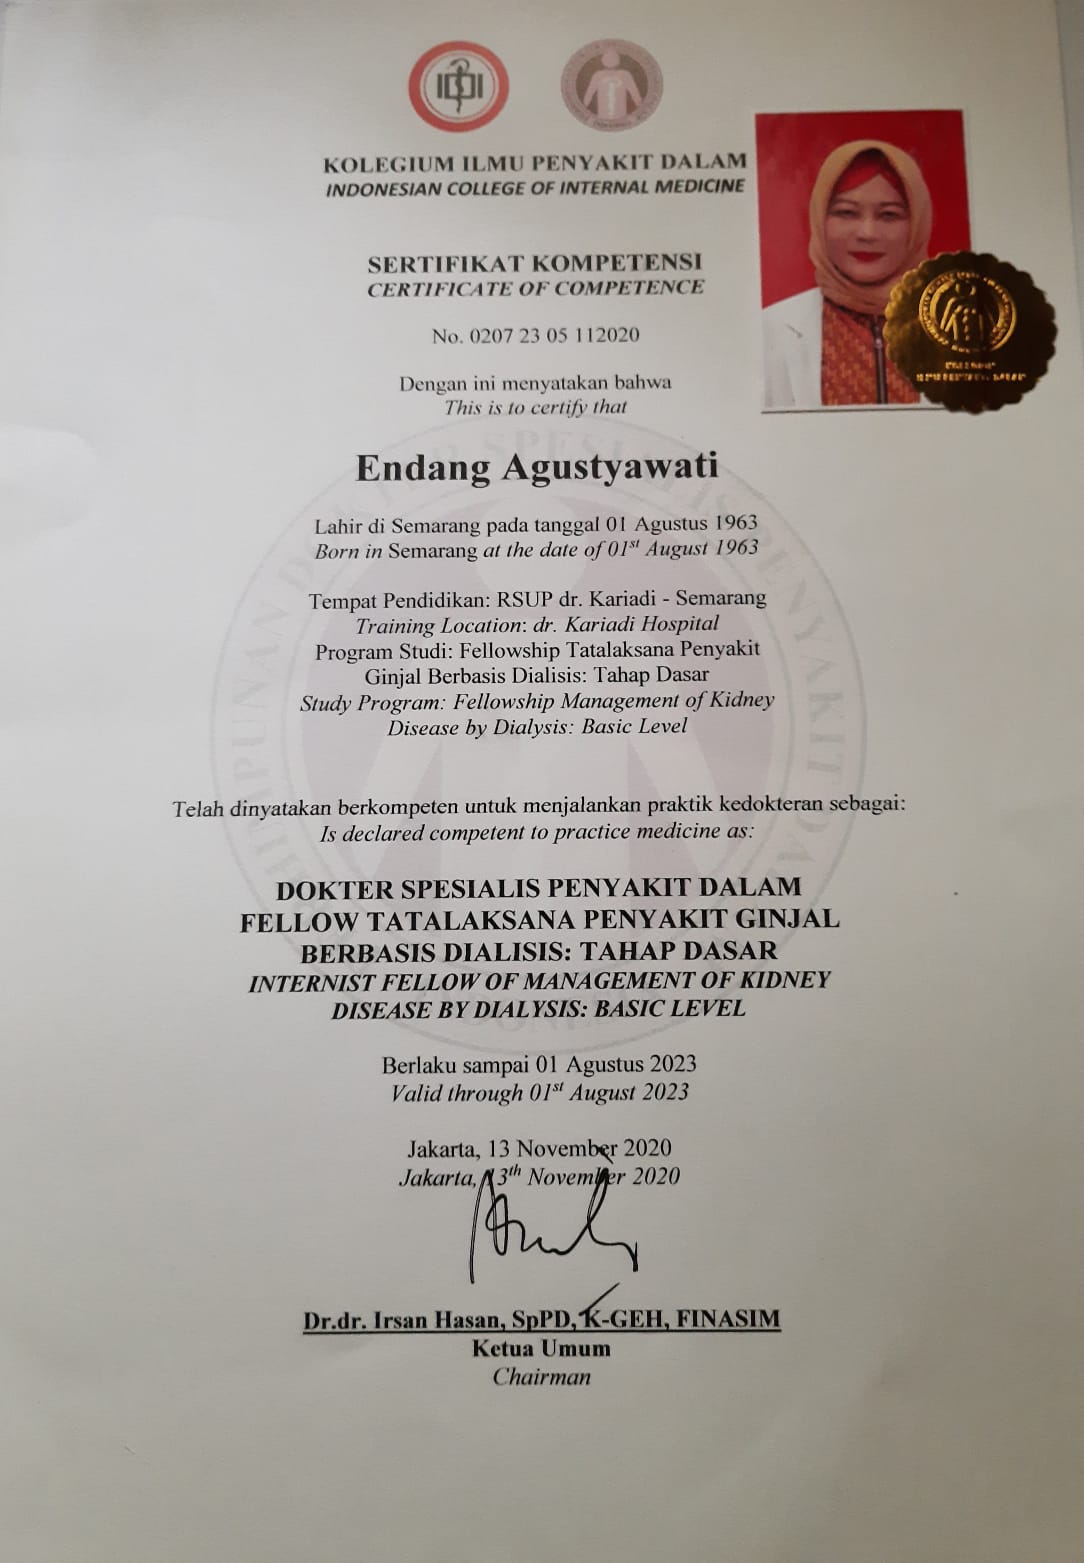 IDI
KOLEGIUM ILMU PENYAKIT DALAM
INDONESIAN COLLEGE OF INTERNAL MEDICINE
SERTIFIKAT KOMPETENSI
CERTIFICATE OF COMPETENCE
No. 0207 23 05 112020
Dengan ini menyatakan bahwa
This is to certify that
Endang Agustyawati
Lahir di Semarang pada tanggal 01 Agustus 1963
Born in Semarang at the date of 01st August 1963
Tempat Pendidikan: RSUP dr. Kariadi - Semarang
Training Location: dr. Kariadi Hospital
Program Studi: Fellowship Tatalaksana Penyakit
Ginjal Berbasis Dialisis: Tahap Dasar
Study Program: Fellowship Management of Kidney
Disease by Dialysis: Basic Level
Telah dinyatakan berkompeten untuk menjalankan praktik kedokteran sebagai:
Is declared competent to practice medicine as:
DOKTER SPESIALIS PENYAKIT DALAM
FELLOW TATALAKSANA PENYAKIT GINJAL
BERBASIS DIALISIS: TAHAP DASAR
INTERNIST FELLOW OF MANAGEMENT OF KIDNEY
DISEASE BY DIALYSIS: BASIC LEVEL
Berlaku sampai 01 Agustus 2023
Valid through 01st August 2023
Jakarta, 13 November 2020
Jakarta, 13th November 2020
Dr.dr. Irsan Hasan, SpPD, K-GEH, FINASIM
Ketua Umum
Chairman